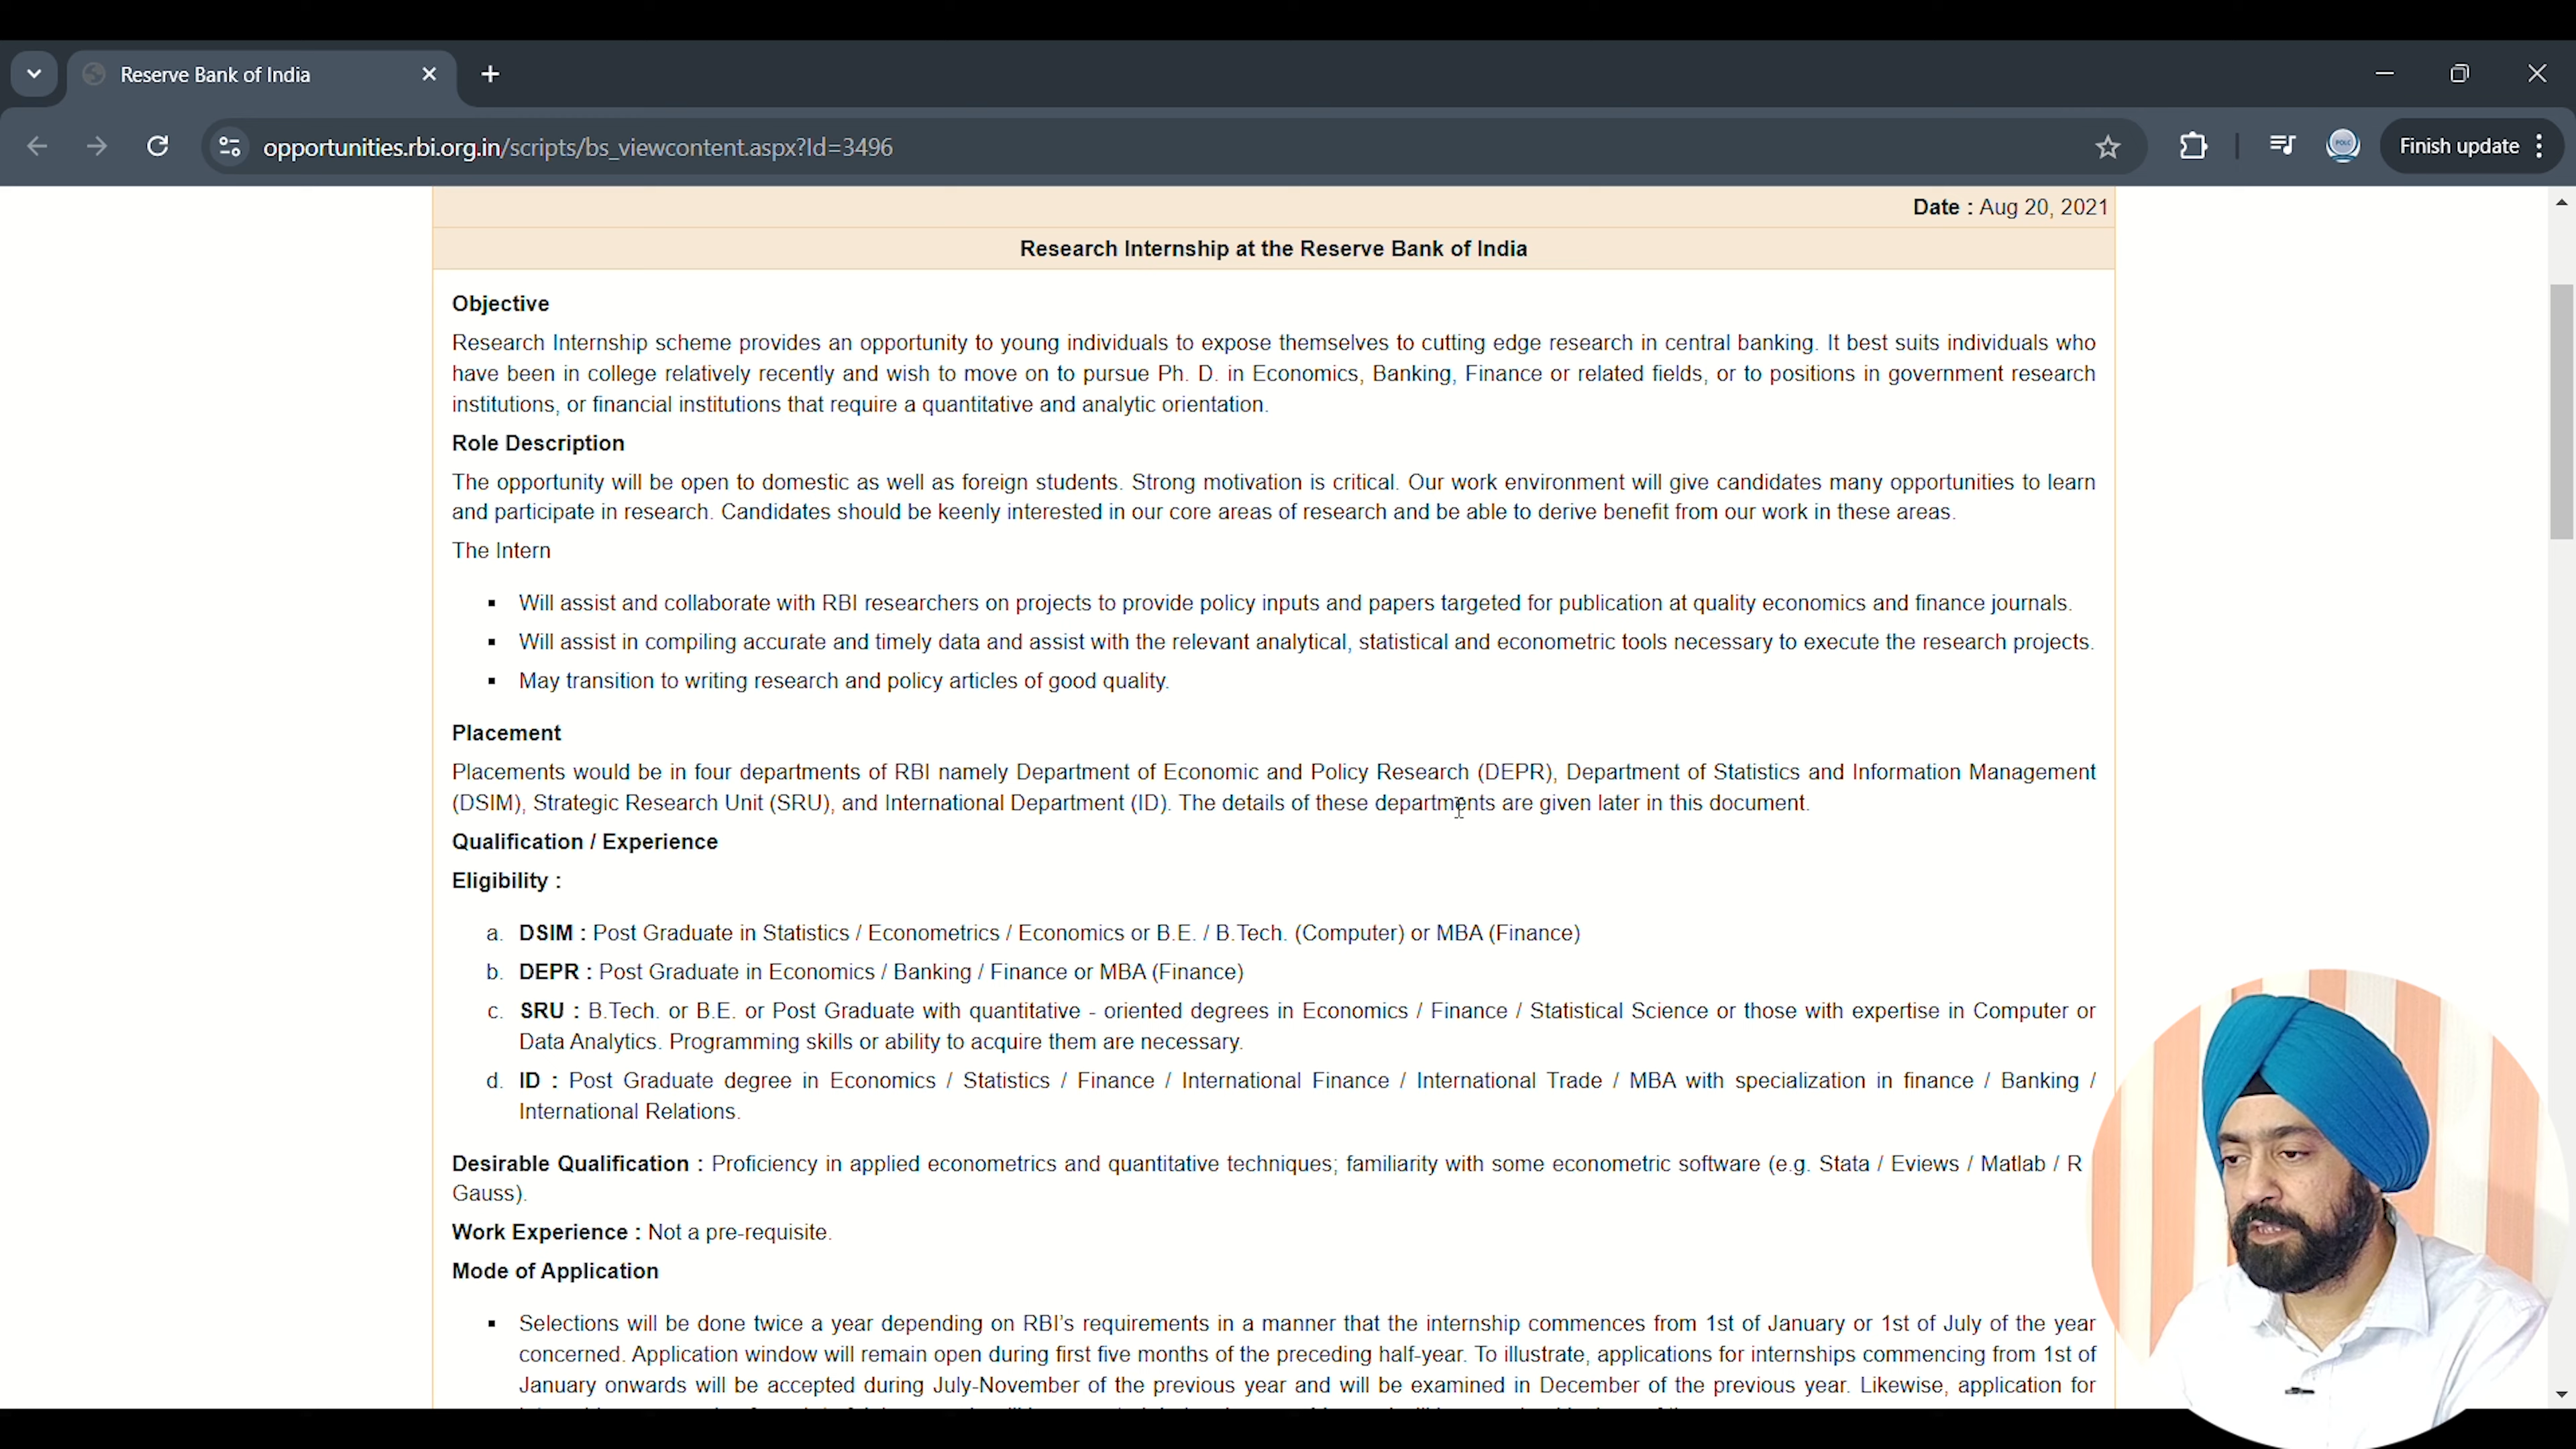 Reserve Bank of India
opportunities.rbi.org.in/scripts/bs_viewcontent.aspx?Id=3496
Finish update
Date : Aug 20, 2021
Research Internship at the Reserve Bank of India
Objective
Research Internship scheme provides an opportunity to young individuals to expose themselves to cutting edge research in central banking. It best suits individuals who
have been in college relatively recently and wish to move on to pursue Ph. D. in Economics, Banking, Finance or related fields, or to positions in government research
institutions, or financial institutions that require a quantitative and analytic orientation.
Role Description
The opportunity will be open to domestic as well as foreign students. Strong motivation is critical. Our work environment will give candidates many opportunities to learn
and participate in research. Candidates should be keenly interested in our core areas of research and be able to derive benefit from our work in these areas.
The Intern
▪ Will assist and collaborate with RBI researchers on projects to provide policy inputs and papers targeted for publication at quality economics and finance journals.
▪ Will assist in compiling accurate and timely data and assist with the relevant analytical, statistical and econometric tools necessary to execute the research projects.
▪ May transition to writing research and policy articles of good quality.
Placement
Placements would be in four departments of RBI namely Department of Economic and Policy Research (DEPR), Department of Statistics and Information Management
(DSIM), Strategic Research Unit (SRU), and International Department (ID). The details of these departments are given later in this document.
Qualification / Experience
Eligibility :
a. DSIM : Post Graduate in Statistics / Econometrics / Economics or B.E. / B.Tech. (Computer) or MBA (Finance)
b. DEPR : Post Graduate in Economics / Banking / Finance or MBA (Finance)
c. SRU : B.Tech. or B.E. or Post Graduate with quantitative - oriented degrees in Economics / Finance / Statistical Science or those with expertise in Computer or
Data Analytics. Programming skills or ability to acquire them are necessary.
d. ID : Post Graduate degree in Economics / Statistics / Finance / International Finance / International Trade / MBA with specialization in finance / Banking /
International Relations.
Desirable Qualification : Proficiency in applied econometrics and quantitative techniques; familiarity with some econometric software (e.g. Stata / Eviews / Matlab / R
Gauss).
Work Experience : Not a pre-requisite.
Mode of Application
▪ Selections will be done twice a year depending on RBI's requirements in a manner that the internship commences from 1st of January or 1st of July of the year
concerned. Application window will remain open during first five months of the preceding half-year. To illustrate, applications for internships commencing from 1st of
January onwards will be accepted during July-November of the previous year and will be examined in December of the previous year. Likewise, application for